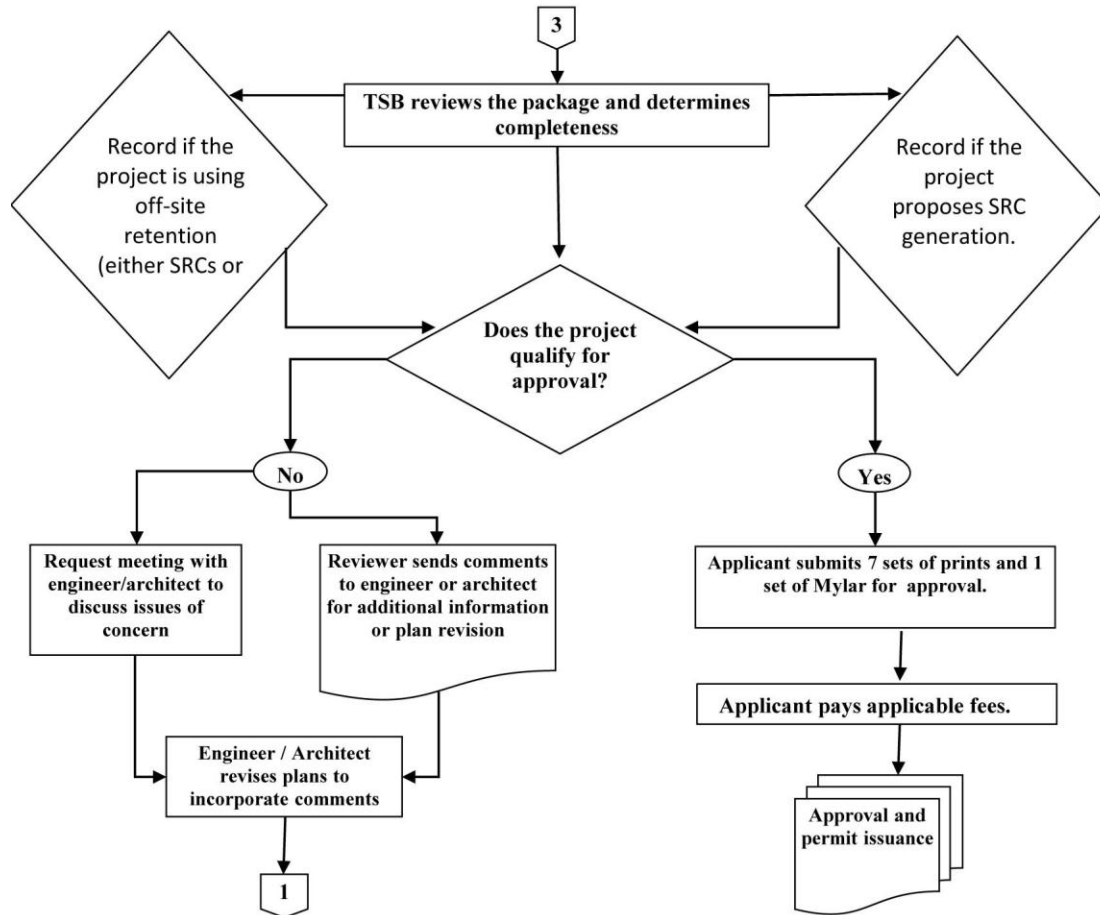 3
TSB reviews the package and determines
completeness
Record if the
project is using
off-site
retention
(either SRCs or
Record if the
project
proposes SRC
generation.
Does the project
qualify for
approval?
No
Yes
Request meeting with
engineer/architect to
discuss issues of
concern
Reviewer sends comments
to engineer or architect
for additional information
or plan revision
Applicant submits 7 sets of prints and 1
set of Mylar for approval.
Applicant pays applicable fees.
Engineer / Architect
revises plans to
incorporate comments
Approval and
permit issuance
1